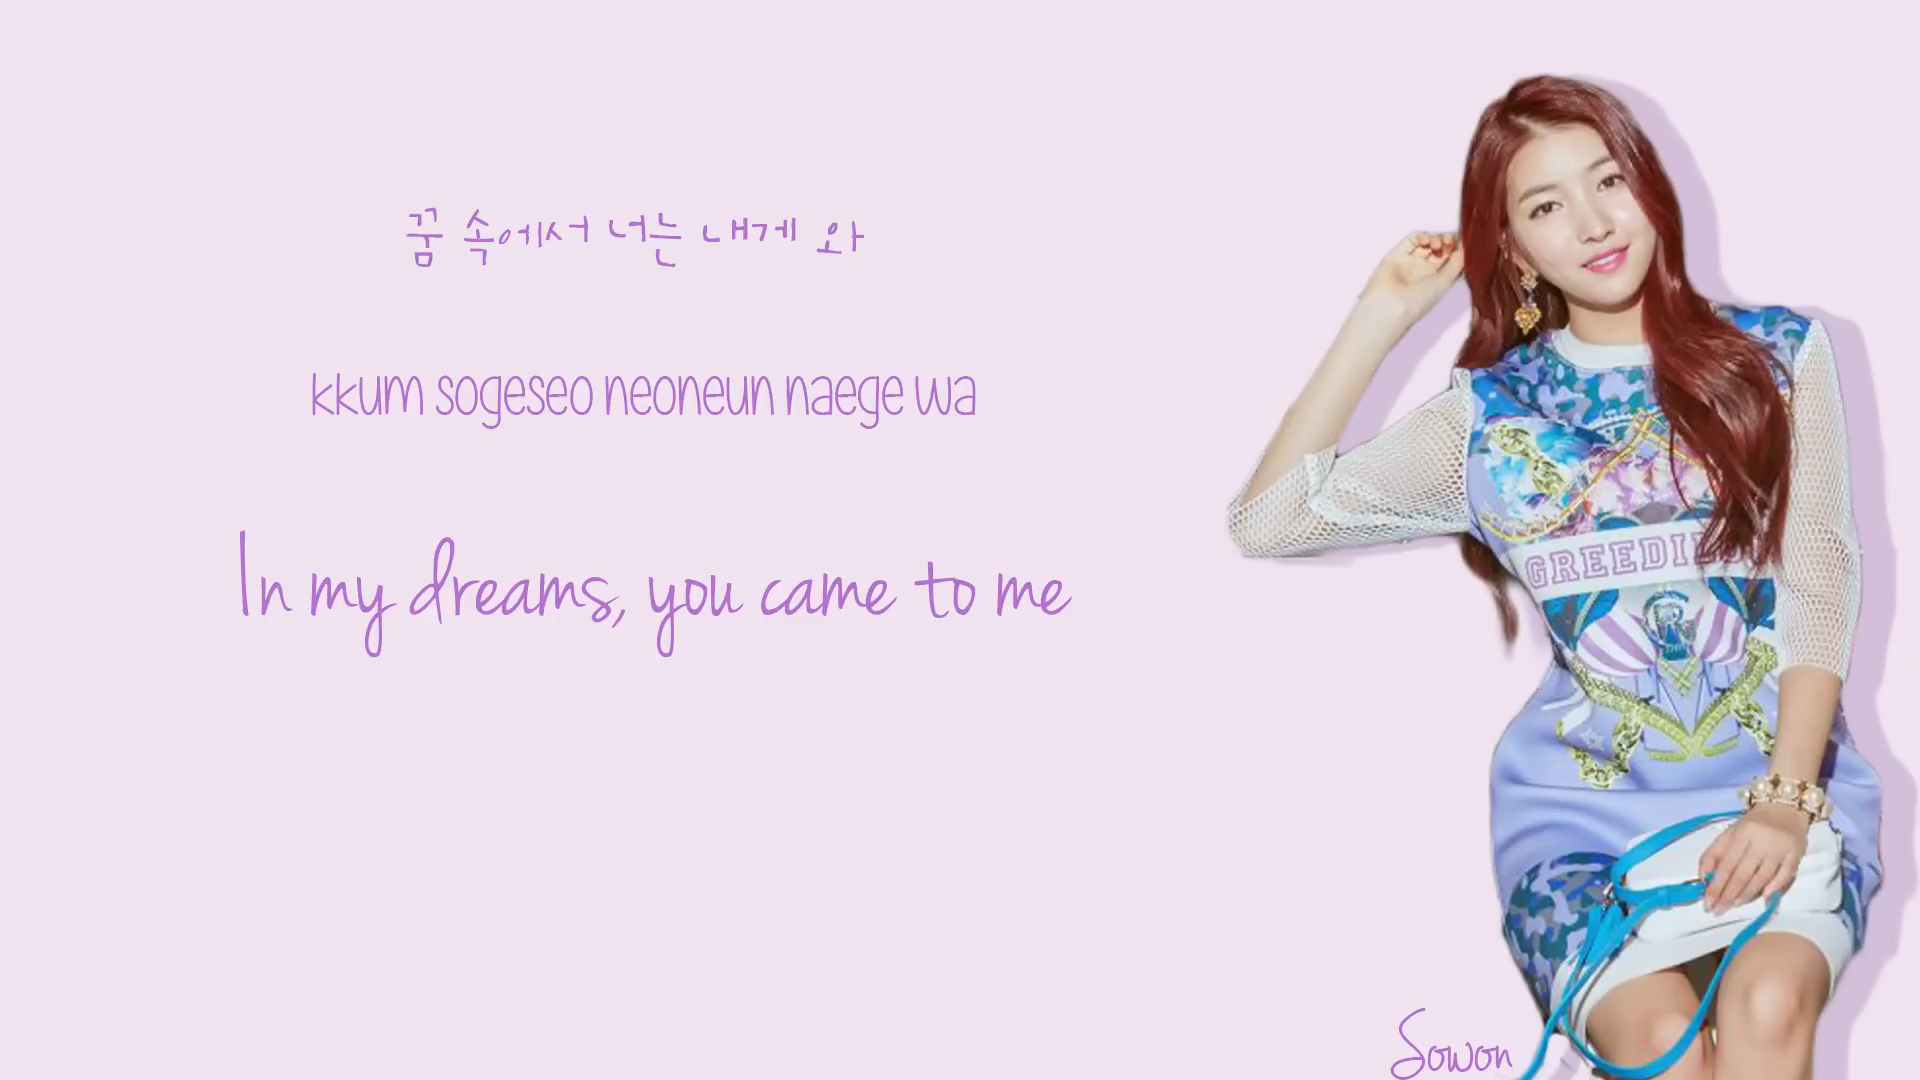 꿈 속에서 너는 내게 와
kkum sogeseo neoneun naege wa
In my dreams, you came to me
GREEDI
Sowon